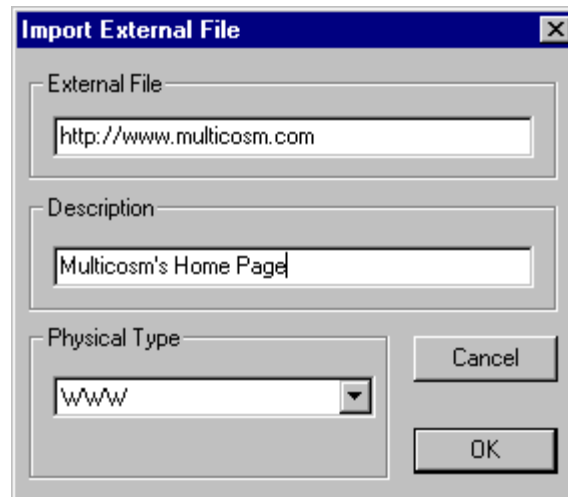 Import External File
External File
http://www.multicosm.com
Description
Multicosm's Home Page
Physical Type
WWW
Cancel
OK